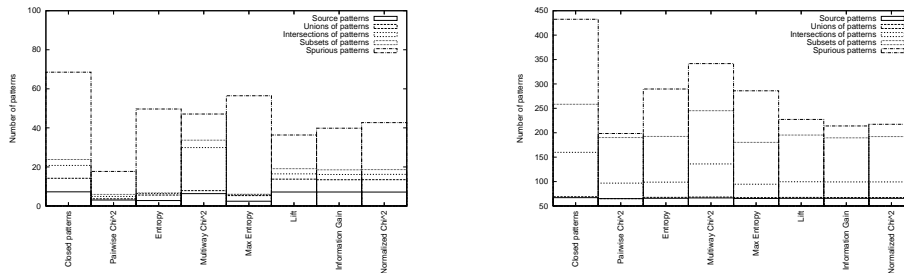 100
80
60
40
20
0
Number of patterns
Source patterns
Unions of patterns
Intersections of patterns
Subsets of patterns
Spurious patterns
Closed patterns
Pairwise Chi^2
Entropy
Multiway Chi^2
Max Entropy
Lift
Information Gain
Normalized Chi^2
450
400
350
300
250
200
150
100
50
Number of patterns
Source patterns
Unions of patterns
Intersections of patterns
Subsets of patterns
Spurious patterns
Closed patterns
Pairwise Chi^2
Entropy
Multiway Chi^2
Max Entropy
Lift
Information Gain
Normalized Chi^2